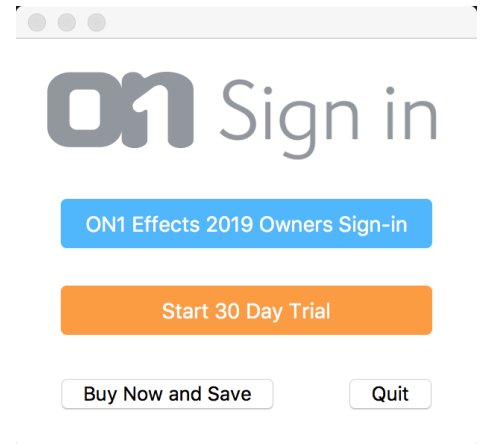 ON1 Sign in
ON1 Effects 2019 Owners Sign-in
Start 30 Day Trial
Buy Now and Save
Quit